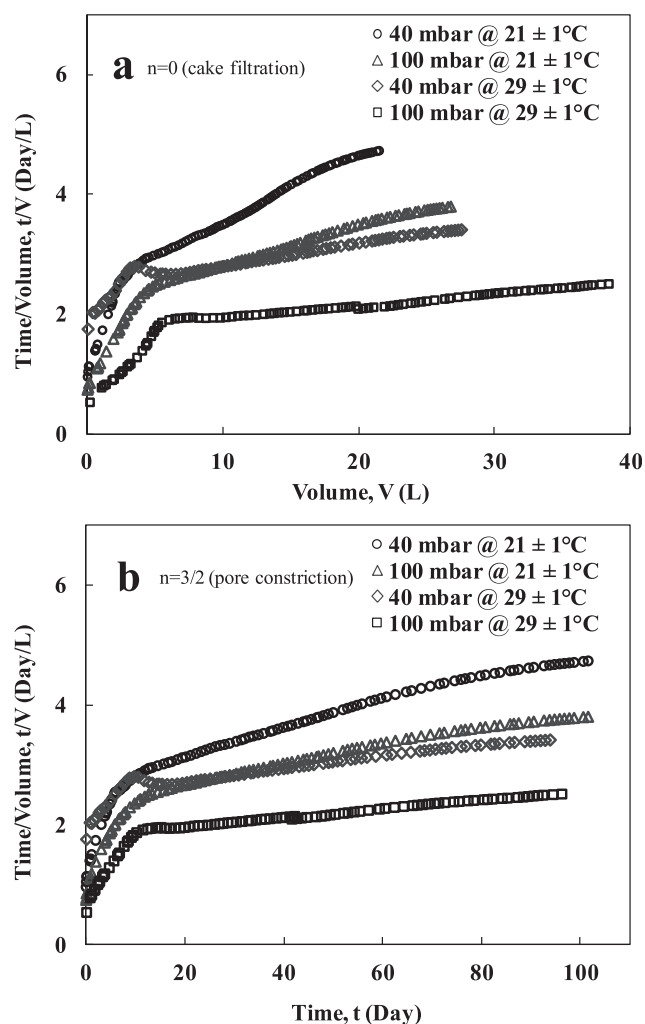 40 mbar @ 21 ± 1°C
100 mbar @ 21 ± 1°C
40 mbar @ 29 ± 1°C
100 mbar @ 29 ± 1°C
a n=0 (cake filtration)
Time/Volume, t/V (Day/L)
6
4
2
0
0 10 20 30 40
Volume, V (L)
40 mbar @ 21 ± 1°C
100 mbar @ 21 ± 1°C
40 mbar @ 29 ± 1°C
100 mbar @ 29 ± 1°C
b n=3/2 (pore constriction)
Time/Volume, t/V (Day/L)
6
4
2
0
0 20 40 60 80 100
Time, t (Day)